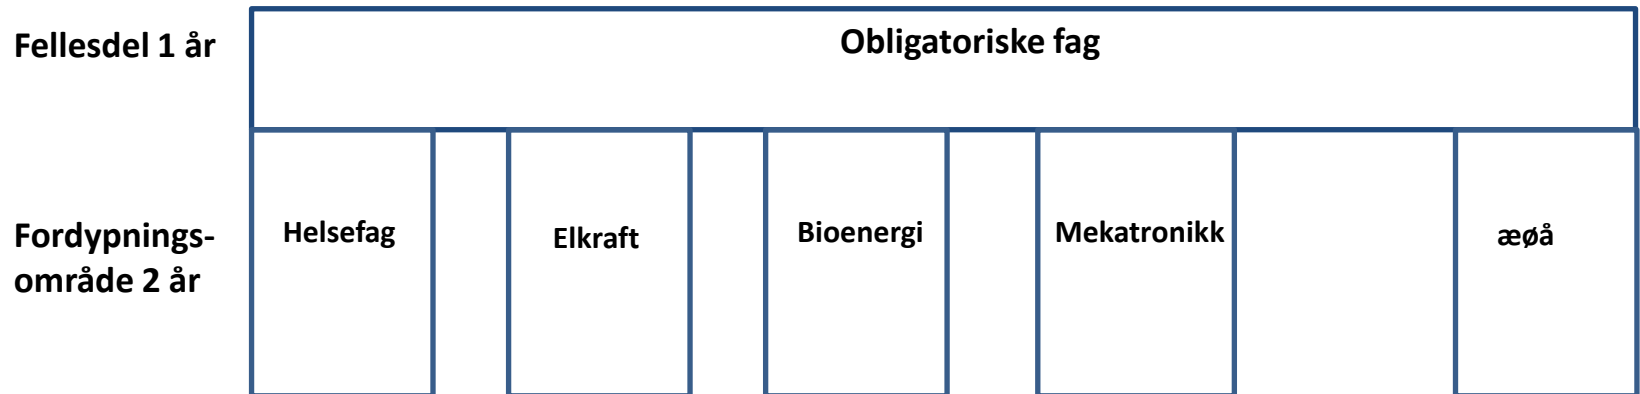 Fellesdel 1 år
Obligatoriske fag
Fordypnings-
område 2 år
Helsefag
Elkraft
Bioenergi
Mekatronikk
æøå